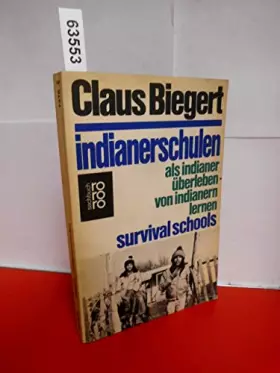 63553
Claus Biegert
indianerschulen
als indianer
überleben -
von indianern
lernen
survival schools
rororo